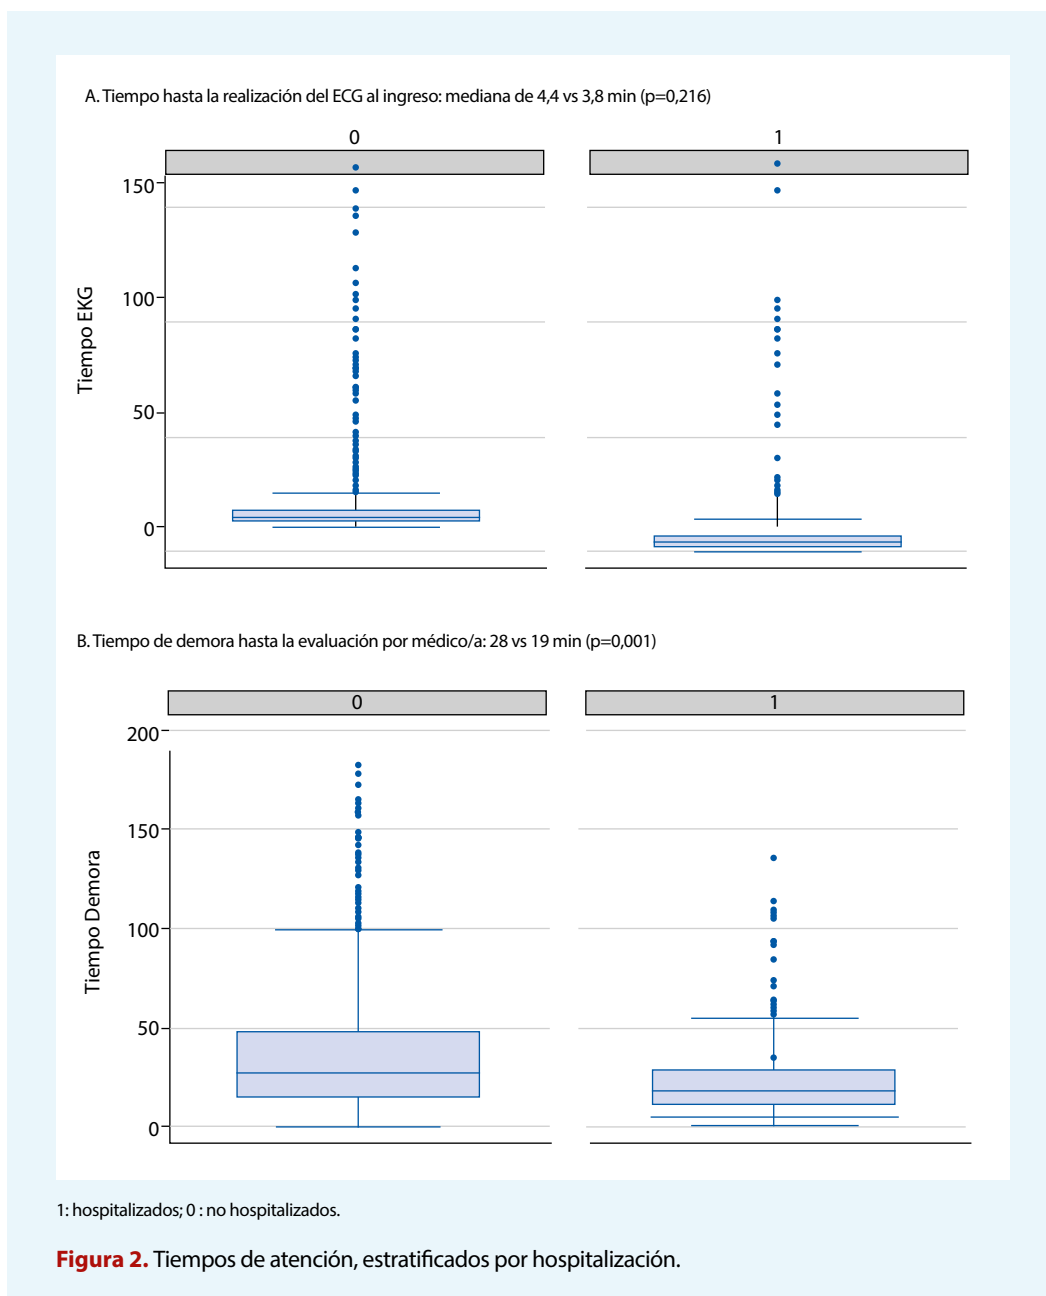 A. Tiempo hasta la realización del ECG al ingreso: mediana de 4,4 vs 3,8 min (p=0,216)
0
1
150
100
50
0
Tiempo EKG
B. Tiempo de demora hasta la evaluación por médico/a: 28 vs 19 min (p=0,001)
0
1
200
150
100
50
0
Tiempo Demora
1: hospitalizados; 0 : no hospitalizados.
Figura 2. Tiempos de atención, estratificados por hospitalización.